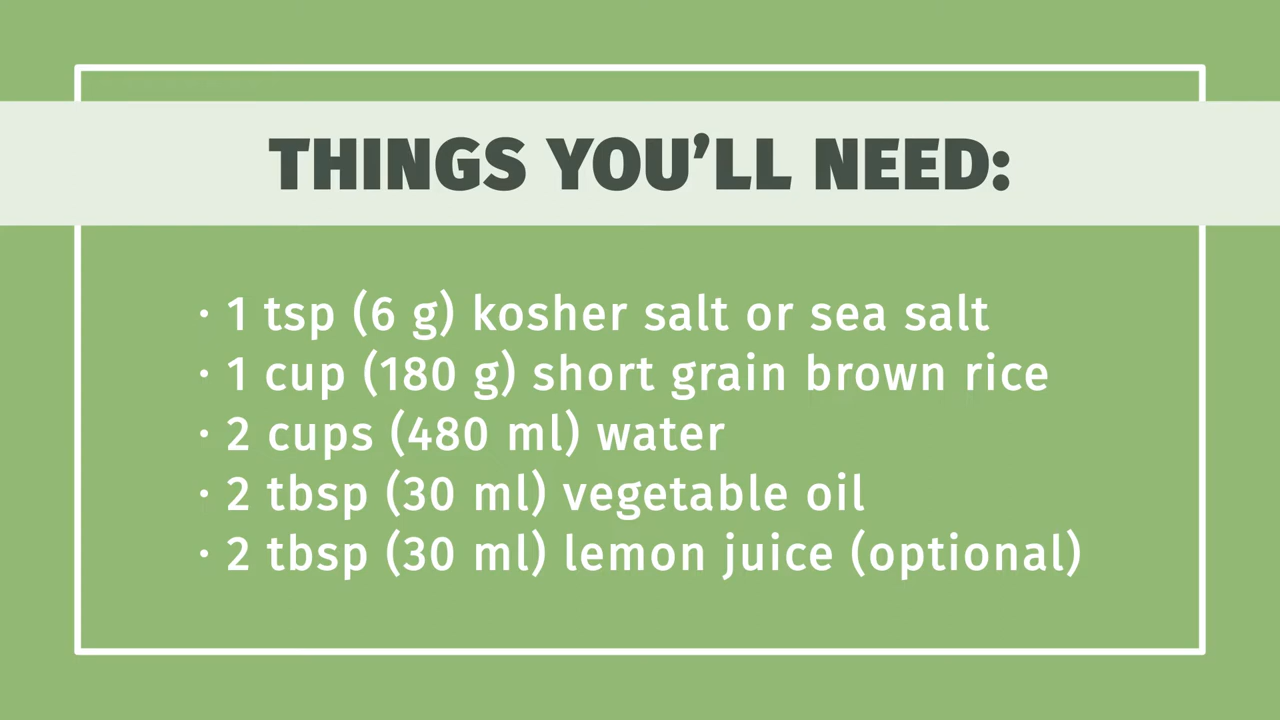 THINGS YOU’LL NEED:
· 1 tsp (6 g) kosher salt or sea salt
· 1 cup (180 g) short grain brown rice
· 2 cups (480 ml) water
· 2 tbsp (30 ml) vegetable oil
· 2 tbsp (30 ml) lemon juice (optional)